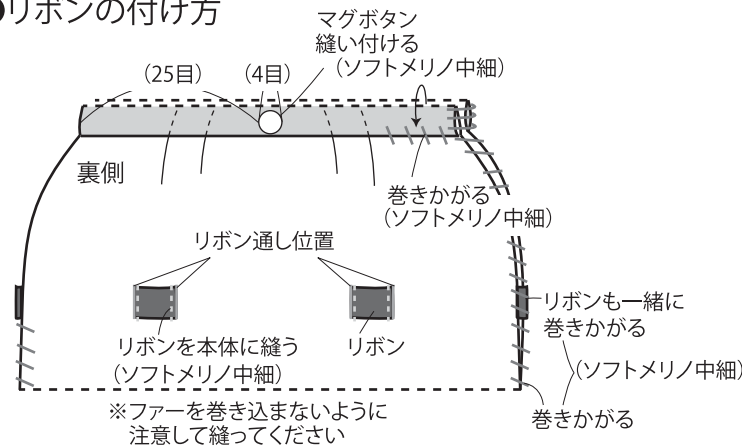 リボンの付け方
マグボタン
縫い付ける
(ソフトメリノ中細)
(25目)
(4目)
裏側
巻きかがる
(ソフトメリノ中細)
リボン通し位置
リボンを本体に縫う
(ソフトメリノ中細)
リボン
リボンも一緒に
巻きかがる
(ソフトメリノ中細)
巻きかがる
※ファーを巻き込まないように
注意して縫ってください